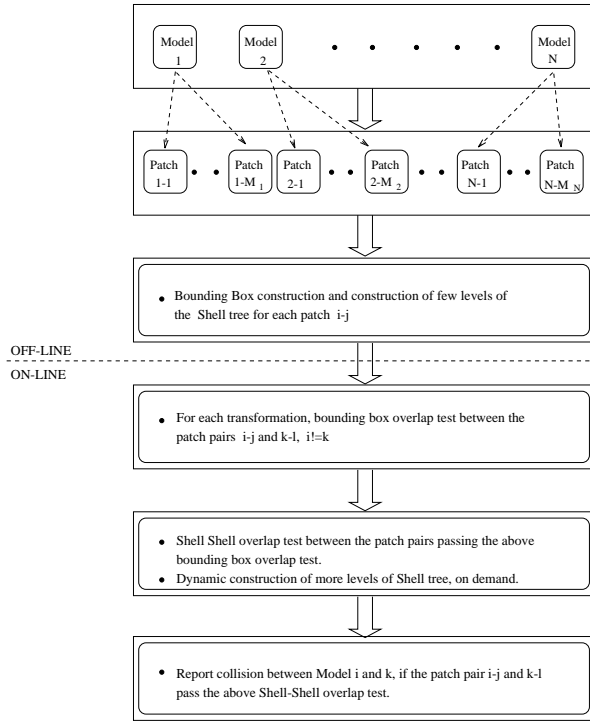 Model 1 Model 2 • • • • • Model N
Patch 1-1 • • Patch 1-M 1 Patch 2-1 • • Patch 2-M 2 • • Patch N-1 • • Patch N-M N
• Bounding Box construction and construction of few levels of
the Shell tree for each patch i-j
OFF-LINE
ON-LINE
• For each transformation, bounding box overlap test between the
patch pairs i-j and k-l, i!=k
• Shell Shell overlap test between the patch pairs passing the above
bounding box overlap test.
• Dynamic construction of more levels of Shell tree, on demand.
• Report collision between Model i and k, if the patch pair i-j and k-l
pass the above Shell-Shell overlap test.